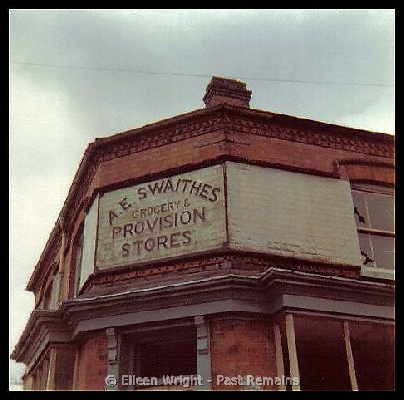 A.E. SWAITHES
GROCERY &
PROVISION
STORES.
© Eileen Wright - Past Remains